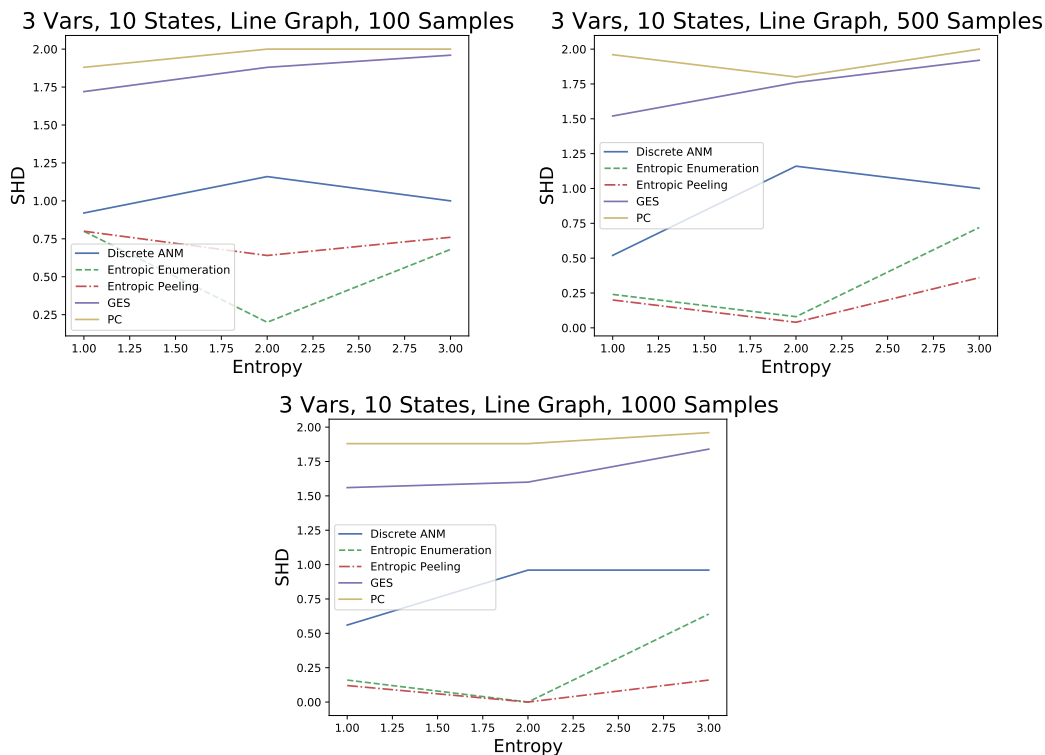 3 Vars, 10 States, Line Graph, 100 Samples
2.00
1.75
1.50
1.25
1.00
0.75
0.50
0.25
SHD
Discrete ANM
Entropic Enumeration
Entropic Peeling
GES
PC
1.00 1.25 1.50 1.75 2.00 2.25 2.50 2.75 3.00
Entropy
3 Vars, 10 States, Line Graph, 500 Samples
2.00
1.75
1.50
1.25
1.00
0.75
0.50
0.25
0.00
SHD
Discrete ANM
Entropic Enumeration
Entropic Peeling
GES
PC
1.00 1.25 1.50 1.75 2.00 2.25 2.50 2.75 3.00
Entropy
3 Vars, 10 States, Line Graph, 1000 Samples
2.00
1.75
1.50
1.25
1.00
0.75
0.50
0.25
0.00
SHD
Discrete ANM
Entropic Enumeration
Entropic Peeling
GES
PC
1.00 1.25 1.50 1.75 2.00 2.25 2.50 2.75 3.00
Entropy